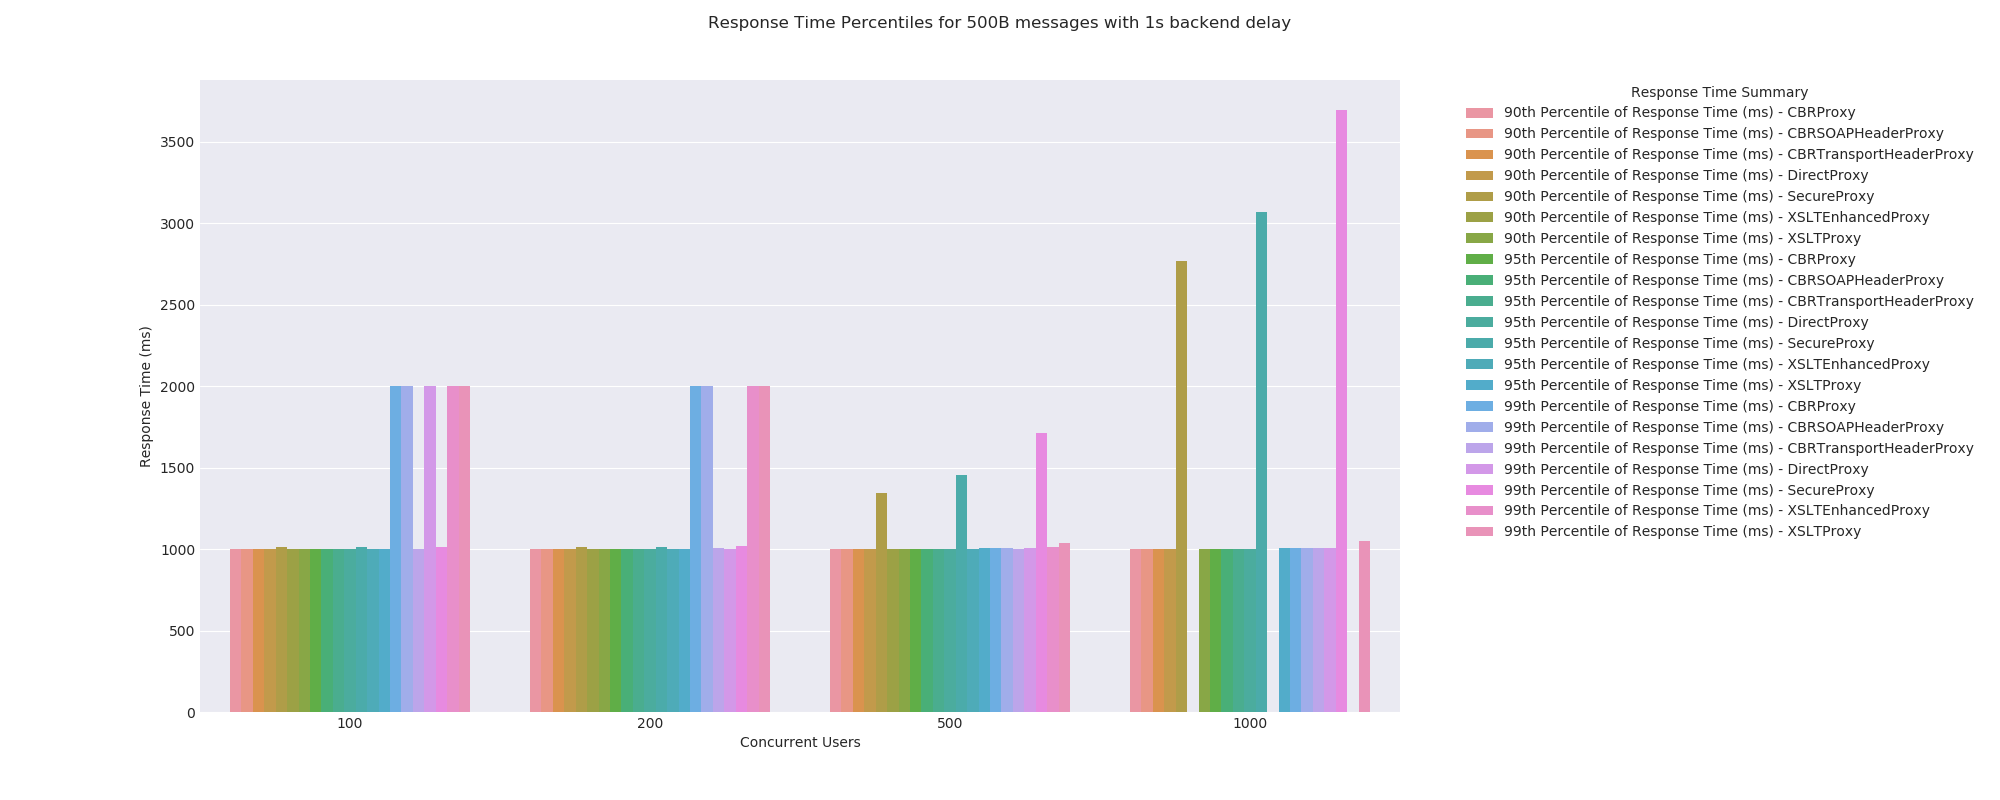 Response Time Percentiles for 500B messages with 1s backend delay
Response Time Summary
90th Percentile of Response Time (ms) - CBRProxy
90th Percentile of Response Time (ms) - CBRSOAPHeaderProxy
90th Percentile of Response Time (ms) - CBRTransportHeaderProxy
90th Percentile of Response Time (ms) - DirectProxy
90th Percentile of Response Time (ms) - SecureProxy
90th Percentile of Response Time (ms) - XSLTEnhancedProxy
90th Percentile of Response Time (ms) - XSLTProxy
95th Percentile of Response Time (ms) - CBRProxy
95th Percentile of Response Time (ms) - CBRSOAPHeaderProxy
95th Percentile of Response Time (ms) - CBRTransportHeaderProxy
95th Percentile of Response Time (ms) - DirectProxy
95th Percentile of Response Time (ms) - SecureProxy
95th Percentile of Response Time (ms) - XSLTEnhancedProxy
95th Percentile of Response Time (ms) - XSLTProxy
99th Percentile of Response Time (ms) - CBRProxy
99th Percentile of Response Time (ms) - CBRSOAPHeaderProxy
99th Percentile of Response Time (ms) - CBRTransportHeaderProxy
99th Percentile of Response Time (ms) - DirectProxy
99th Percentile of Response Time (ms) - SecureProxy
99th Percentile of Response Time (ms) - XSLTEnhancedProxy
99th Percentile of Response Time (ms) - XSLTProxy
Response Time (ms)
3500
3000
2500
2000
1500
1000
500
0
100
200
500
1000
Concurrent Users